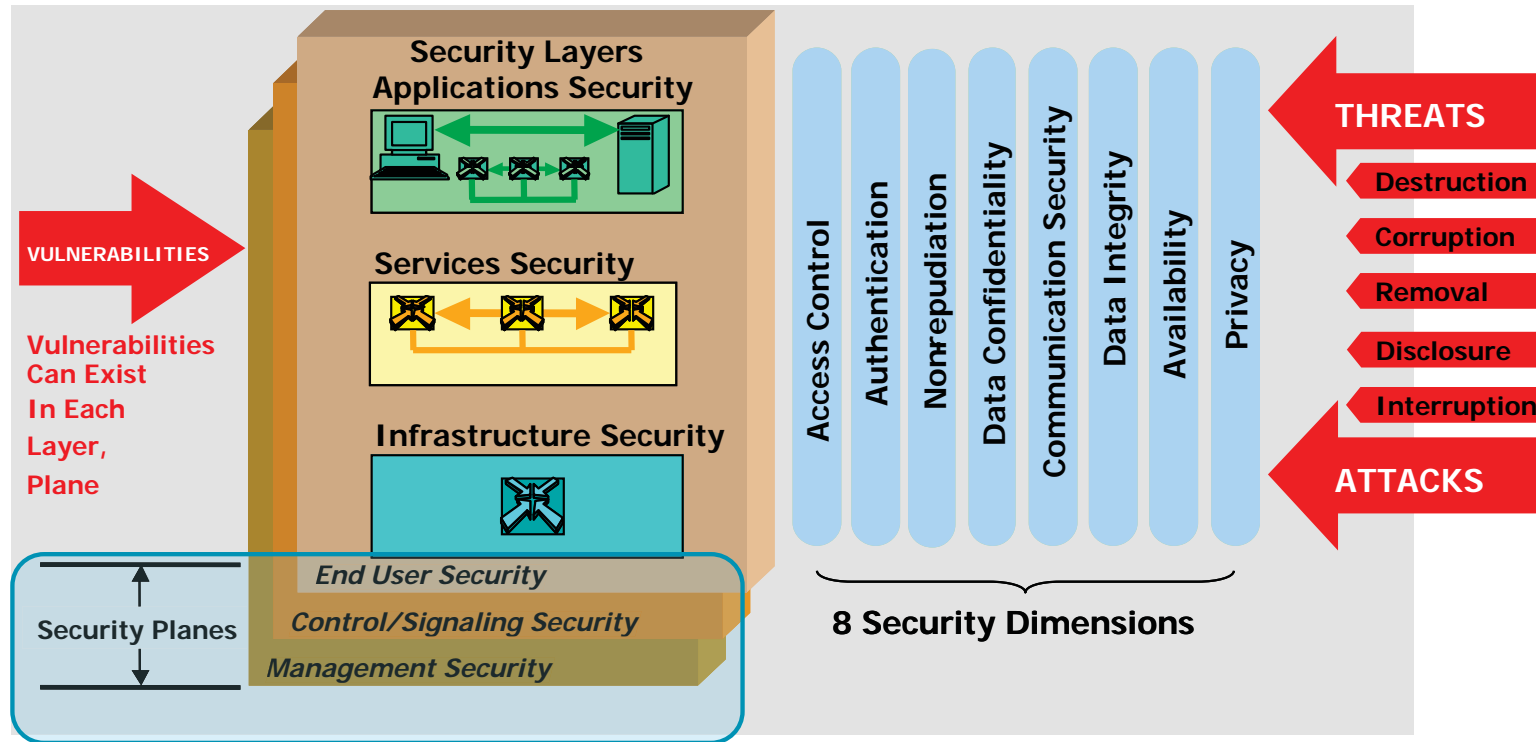 Security Layers
Applications Security
Services Security
Infrastructure Security
VULNERABILITIES
Vulnerabilities
Can Exist
In Each
Layer,
Plane
Security Planes
End User Security
Control/Signaling Security
Management Security
Access Control
Authentication
Non-repudiation
Data Confidentiality
Communication Security
Data Integrity
Availability
Privacy
8 Security Dimensions
THREATS
Destruction
Corruption
Removal
Disclosure
Interruption
ATTACKS